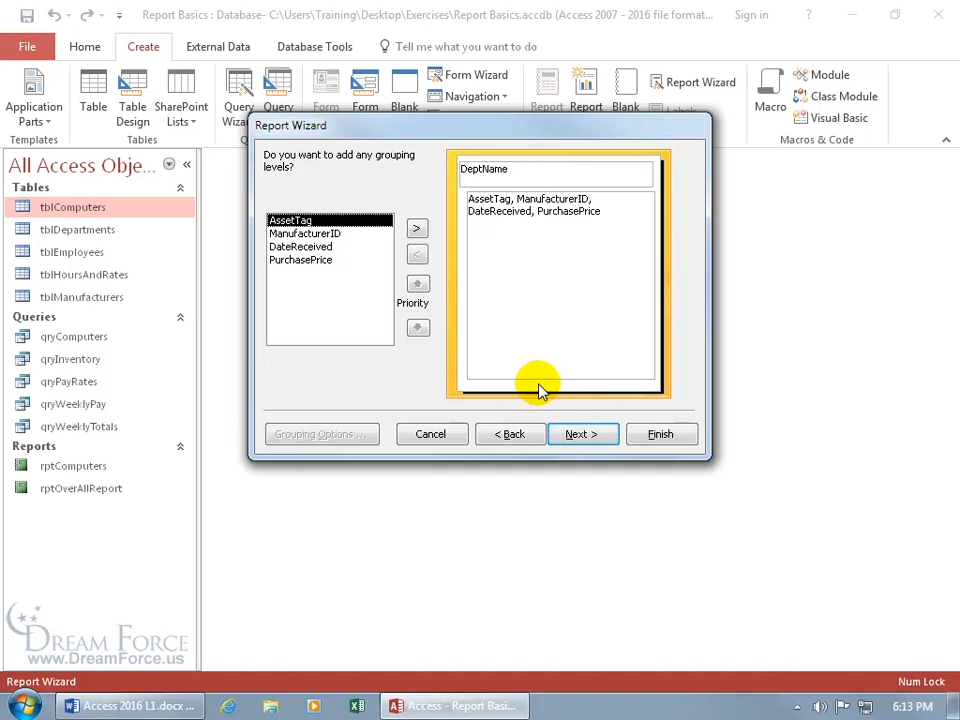 Report Basics : Database- C:\Users\Training\Desktop\Exercises\Report Basics.accdb (Access 2007 - 2016 file format...
Sign in
File
Home
Create
External Data
Database Tools
Tell me what you want to do
Application
Parts
Templates
Table
Table
Design
SharePoint
Lists
Tables
Query
Wiza
Query
Form
Form
Blank
Form Wizard
Navigation
Report
Report
Blank
Report Wizard
Labels
Macro
Module
Class Module
Visual Basic
Macros & Code
All Access Obje...
Tables
tblComputers
tblDepartments
tblEmployees
tblHoursAndRates
tblManufacturers
Queries
qryComputers
qryInventory
qryPayRates
qryWeeklyPay
qryWeeklyTotals
Reports
rptComputers
rptOverAllReport
Report Wizard
Do you want to add any grouping
levels?
AssetTag
ManufacturerID
DateReceived
PurchasePrice
>
<
Priority
DeptName
AssetTag, ManufacturerID,
DateReceived, PurchasePrice
Grouping Options ...
Cancel
< Back
Next >
Finish
DREAM FORCE
www.DreamForce.us
Report Wizard
Num Lock
Access 2016 L1.docx ...
Access - Report Basi...
6:13 PM